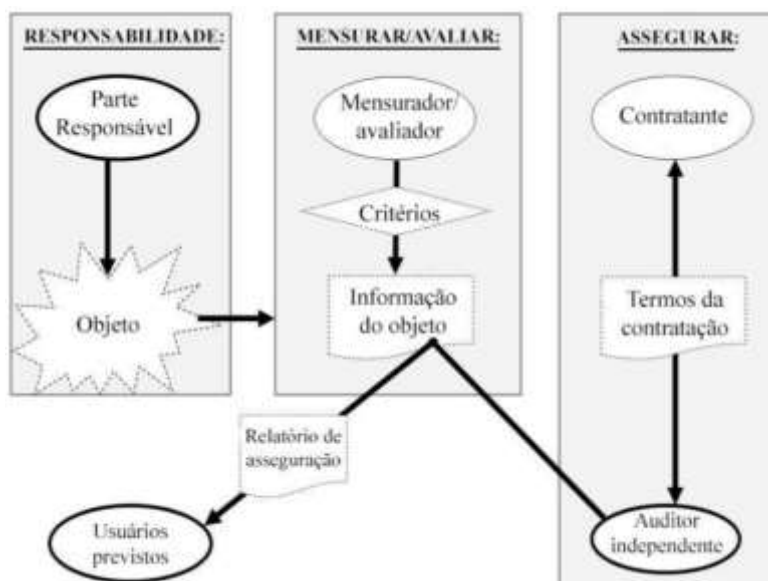 RESPONSABILIDADE:
Parte
Responsável
Objeto
MENSURAR/AVALIAR:
Mensurador/
avaliador
Critérios
Informação
do objeto
ASSEGURAR:
Contratante
Termos da
contratação
Auditor
independente
Relatório de
asseguração
Usuários
previstos